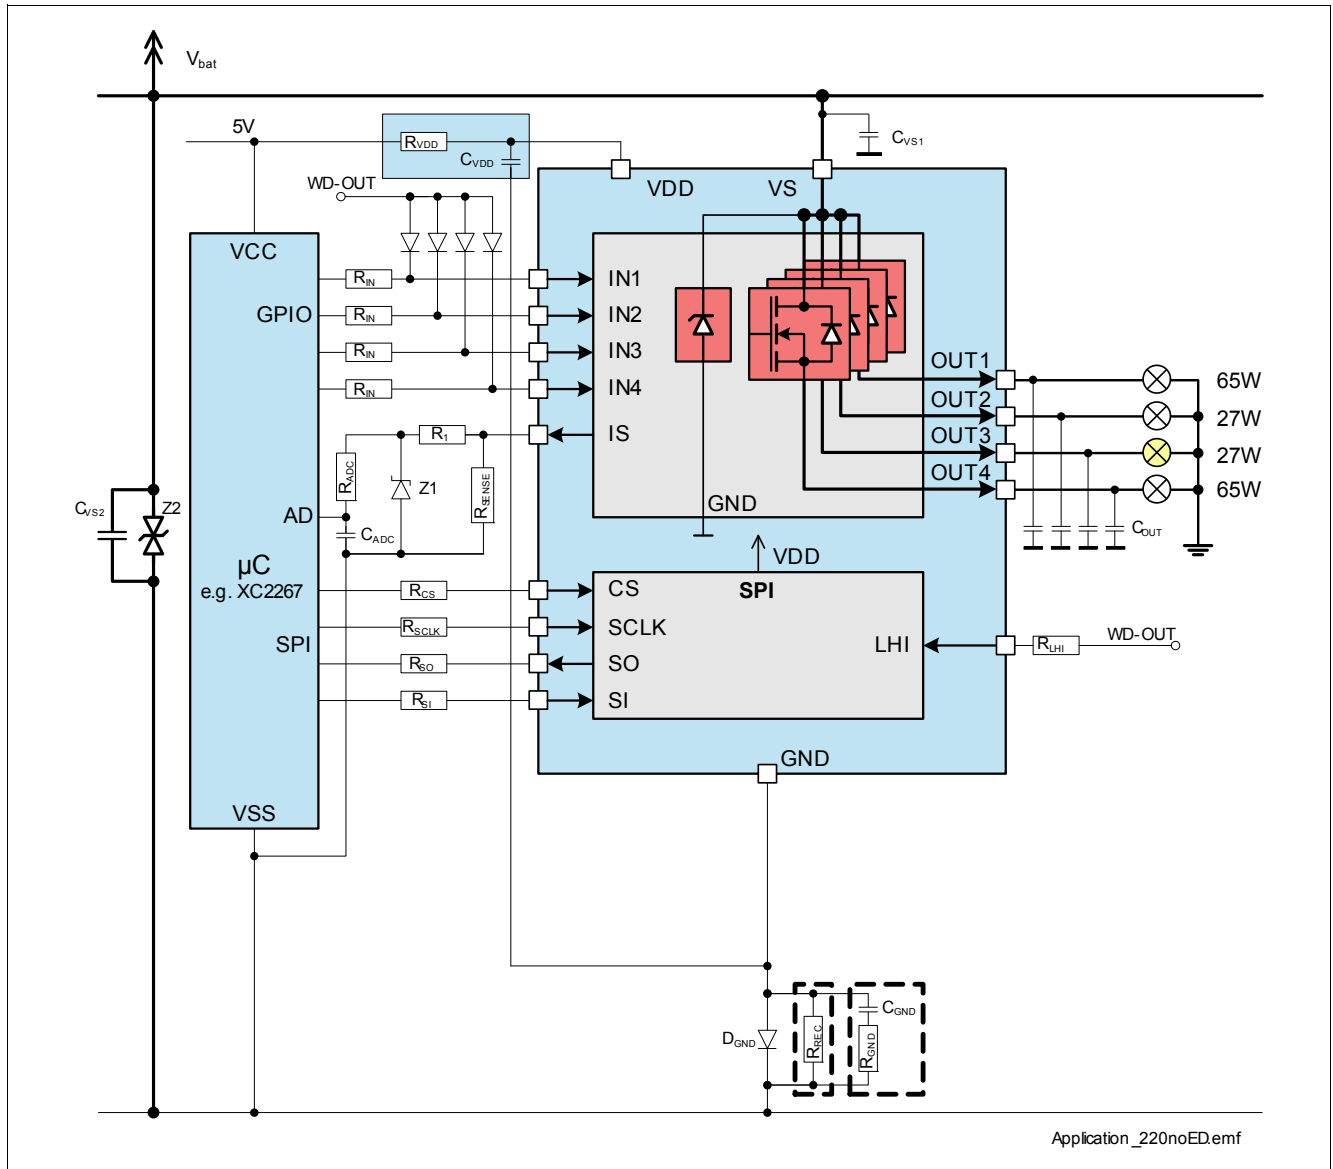 Vbat
5V
RVDD
CVDD
CVS1
WD-OUT
VDD
VS
VCC
RIN
IN1
GPIO
RIN
IN2
RIN
IN3
RIN
IN4
OUT1
65W
OUT2
27W
OUT3
27W
OUT4
65W
R1
IS
RADC
Z1
RSENSE
GND
CVS2
Z2
AD
CADC
COUT
µC
e.g. XC2267
VDD
SPI
RCS
CS
RSCLK
SCLK
SPI
RSO
SO
LHI
RLHI
WD-OUT
RSI
SI
GND
VSS
DGND
RREC
CGND
RGND
Application_220noED.emf